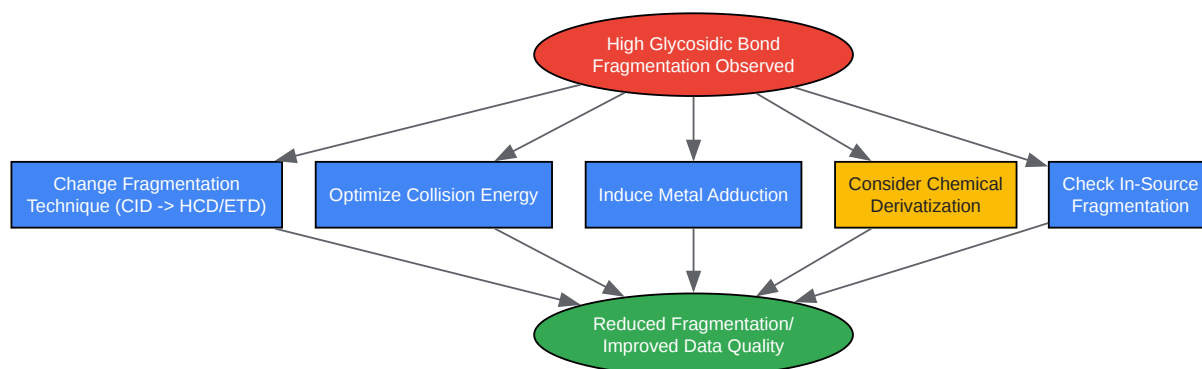 High Glycosidic Bond
Fragmentation Observed
Change Fragmentation
Technique (CID -> HCD/ETD)
Optimize Collision Energy
Induce Metal Adduction
Consider Chemical
Derivatization
Check In-Source
Fragmentation
Reduced Fragmentation/
Improved Data Quality